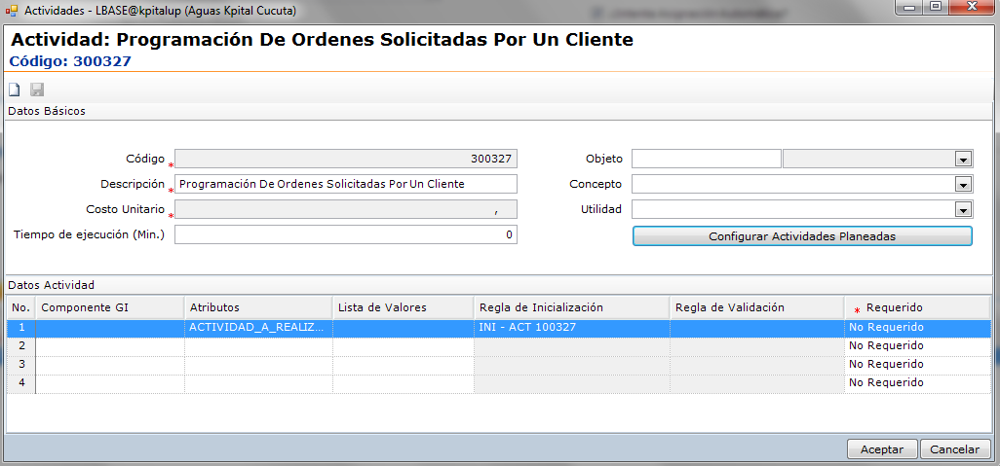 Actividades - LBASE@kpitalup (Aguas Kpital Cucuta)
Actividad: Programación De Ordenes Solicitadas Por Un Cliente
Código: 300327
Datos Básicos
Código * 300327 Objeto
Descripción * Programación De Ordenes Solicitadas Por Un Cliente Concepto
Costo Unitario * , Utilidad
Tiempo de ejecución (Min.) 0 Configurar Actividades Planeadas
Datos Actividad
No. Componente GI Atributos Lista de Valores Regla de Inicialización Regla de Validación * Requerido
1 ACTIVIDAD_A_REALIZ... INI - ACT 100327 No Requerido
2 No Requerido
3 No Requerido
4 No Requerido
Aceptar Cancelar